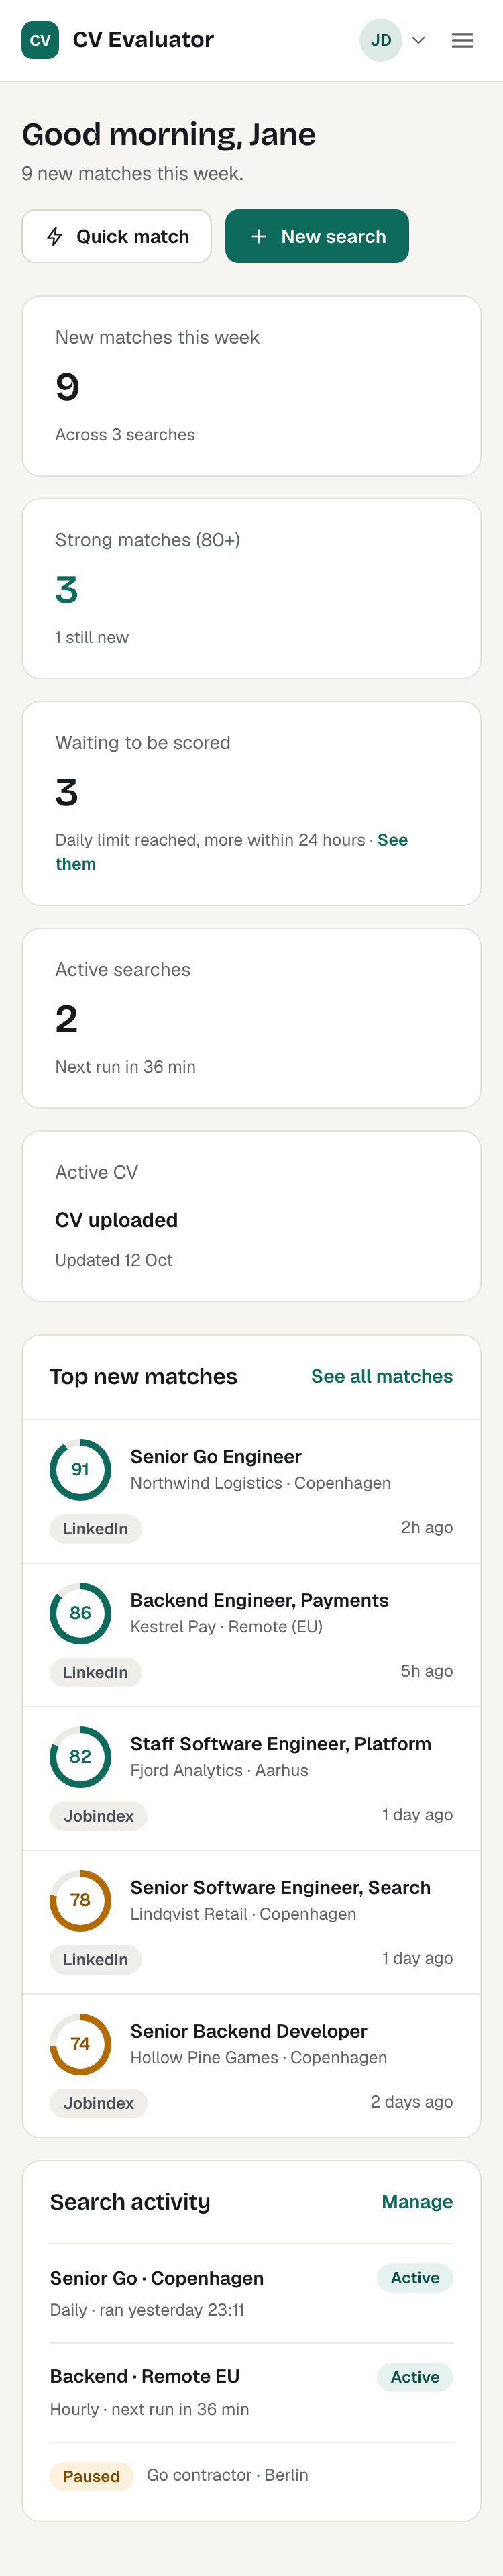 CV CV Evaluator JD
Good morning, Jane
9 new matches this week.
Quick match New search
New matches this week
9
Across 3 searches
Strong matches (80+)
3
1 still new
Waiting to be scored
3
Daily limit reached, more within 24 hours · See
them
Active searches
2
Next run in 36 min
Active CV
CV uploaded
Updated 12 Oct
Top new matches See all matches
91
Senior Go Engineer
Northwind Logistics · Copenhagen
LinkedIn 2h ago
86
Backend Engineer, Payments
Kestrel Pay · Remote (EU)
LinkedIn 5h ago
82
Staff Software Engineer, Platform
Fjord Analytics · Aarhus
Jobindex 1 day ago
78
Senior Software Engineer, Search
Lindqvist Retail · Copenhagen
LinkedIn 1 day ago
74
Senior Backend Developer
Hollow Pine Games · Copenhagen
Jobindex 2 days ago
Search activity Manage
Senior Go · Copenhagen Active
Daily · ran yesterday 23:11
Backend · Remote EU Active
Hourly · next run in 36 min
Paused Go contractor · Berlin